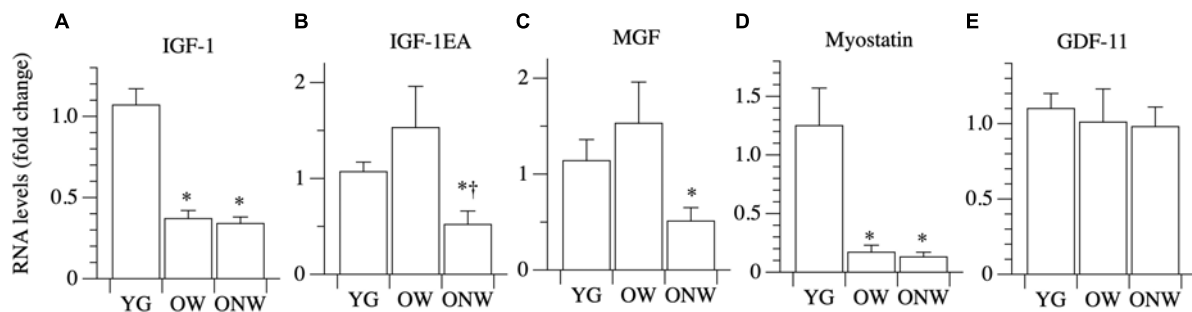 A
IGF-1
RNA levels (fold change)
1.0
0.5
0
*
*
YG OW ONW
B
IGF-1EA
2
1
0
*†
YG OW ONW
C
MGF
2
1
0
*
YG OW ONW
D
Myostatin
1.5
1.0
0.5
0
*
*
YG OW ONW
E
GDF-11
1.0
0.5
0
YG OW ONW